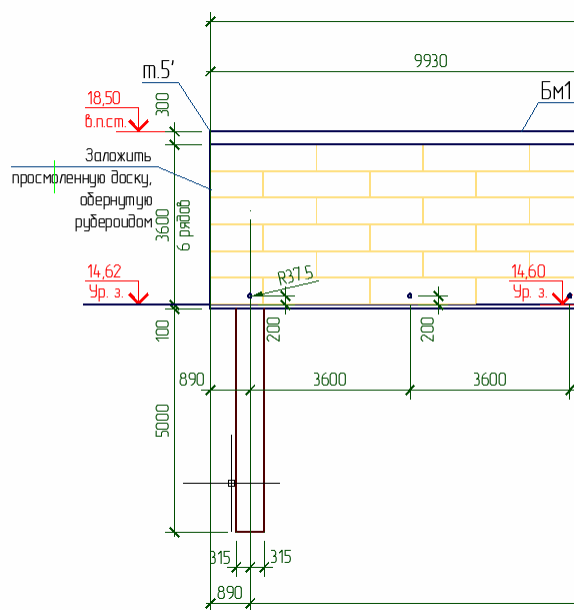 9930
т.5'
Бм1
18,50
в.п.ст.
300
Заложить
просмоленную доску,
обернутую
рубероидом
3600
6 рядов
R37.5
14,62
Ур. з.
14,60
Ур. з.
100
200
200
890
3600
3600
5000
315
315
890